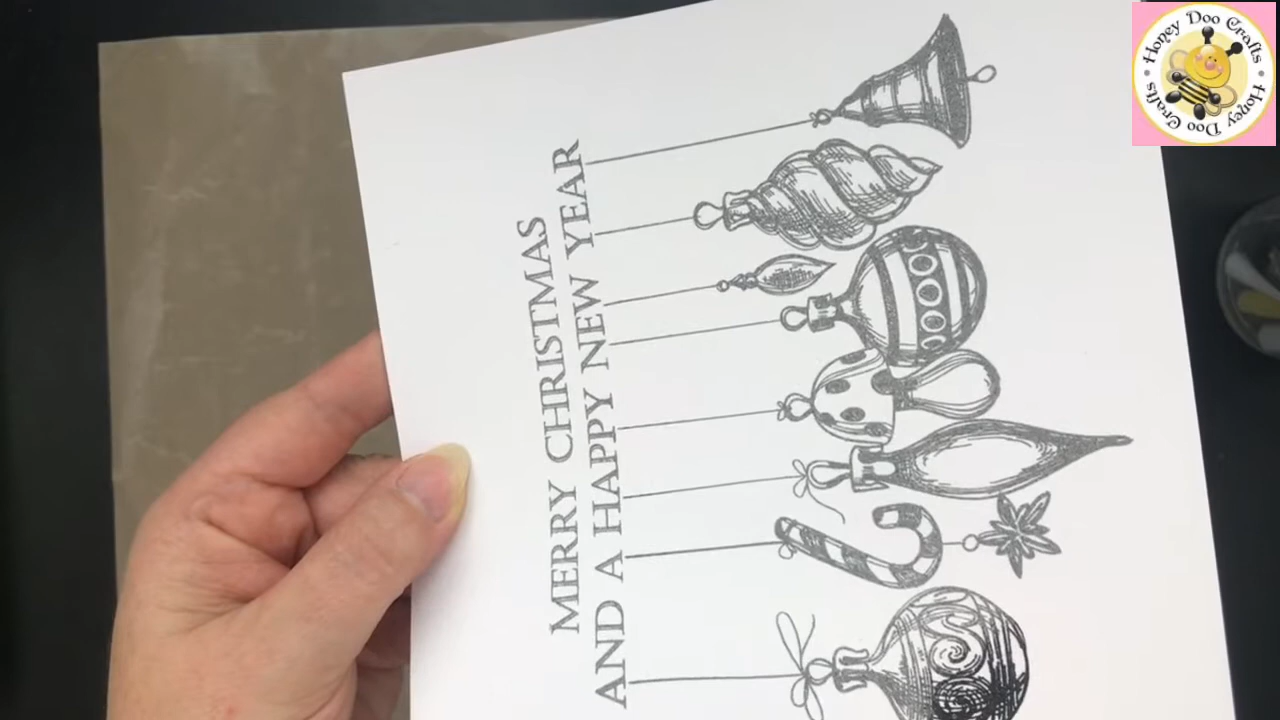 MERRY CHRISTMAS
AND A HAPPY NEW YEAR
Honey Doo Crafts
Honey Doo Crafts